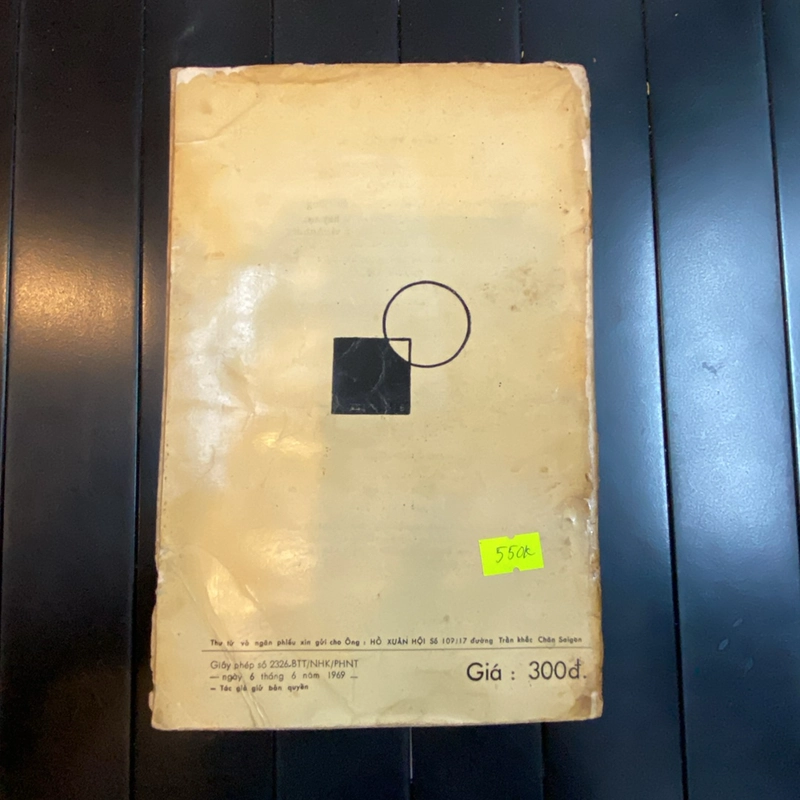 550k
Thư từ và ngân phiếu xin gửi cho Ông : HỒ XUÂN HỘI Số 107:17 đường Trần khắc Chân Saigon
Giấy phép số 2326-BTT/NHK/PHNT
— ngày 6 tháng 6 năm 1969 —
— Tác giả giữ bản quyền
Giá : 300đ.